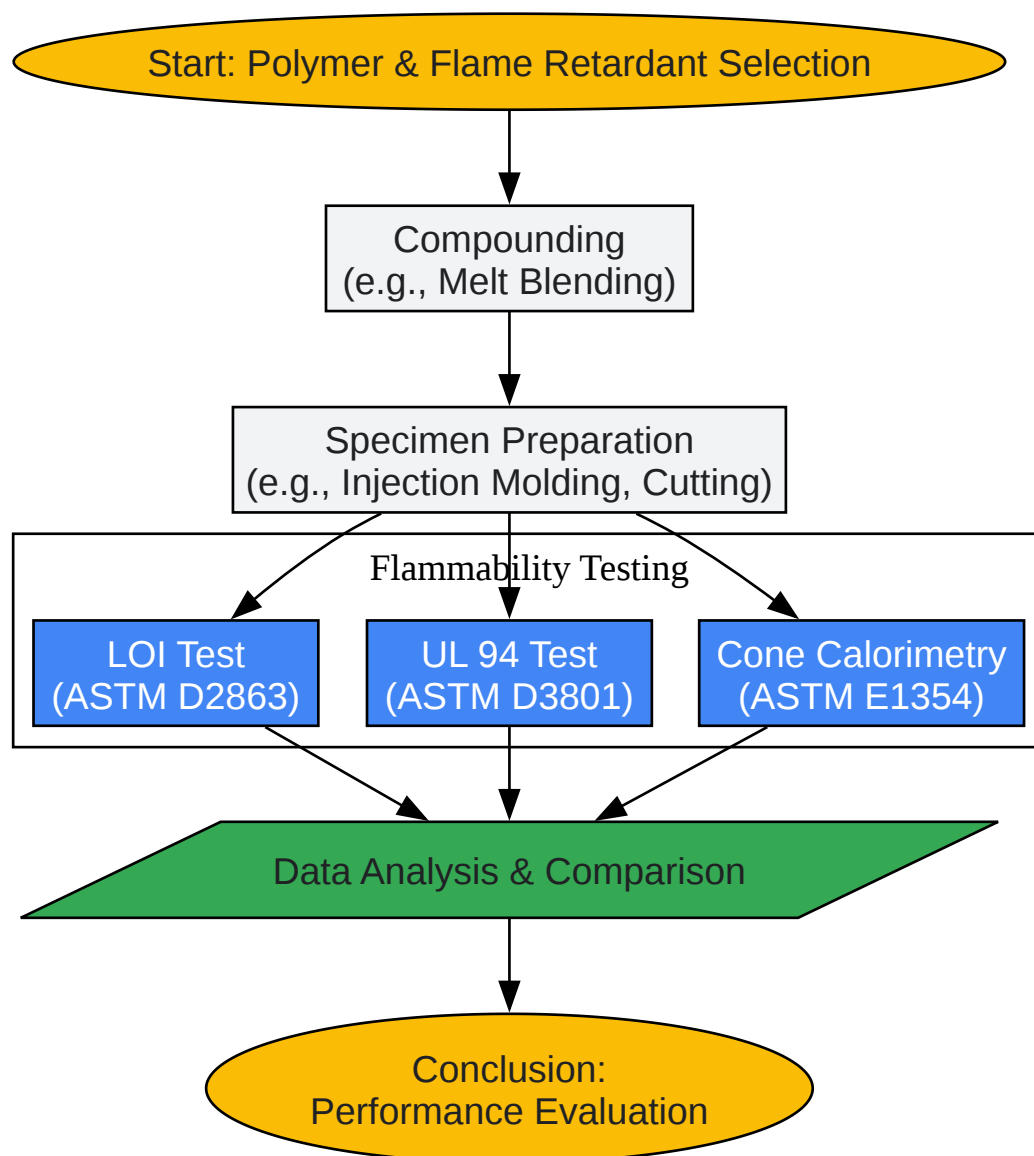 Start: Polymer & Flame Retardant Selection
Compounding
(e.g., Melt Blending)
Specimen Preparation
(e.g., Injection Molding, Cutting)
Flammability Testing
LOI Test
(ASTM D2863)
UL 94 Test
(ASTM D3801)
Cone Calorimetry
(ASTM E1354)
Data Analysis & Comparison
Conclusion:
Performance Evaluation